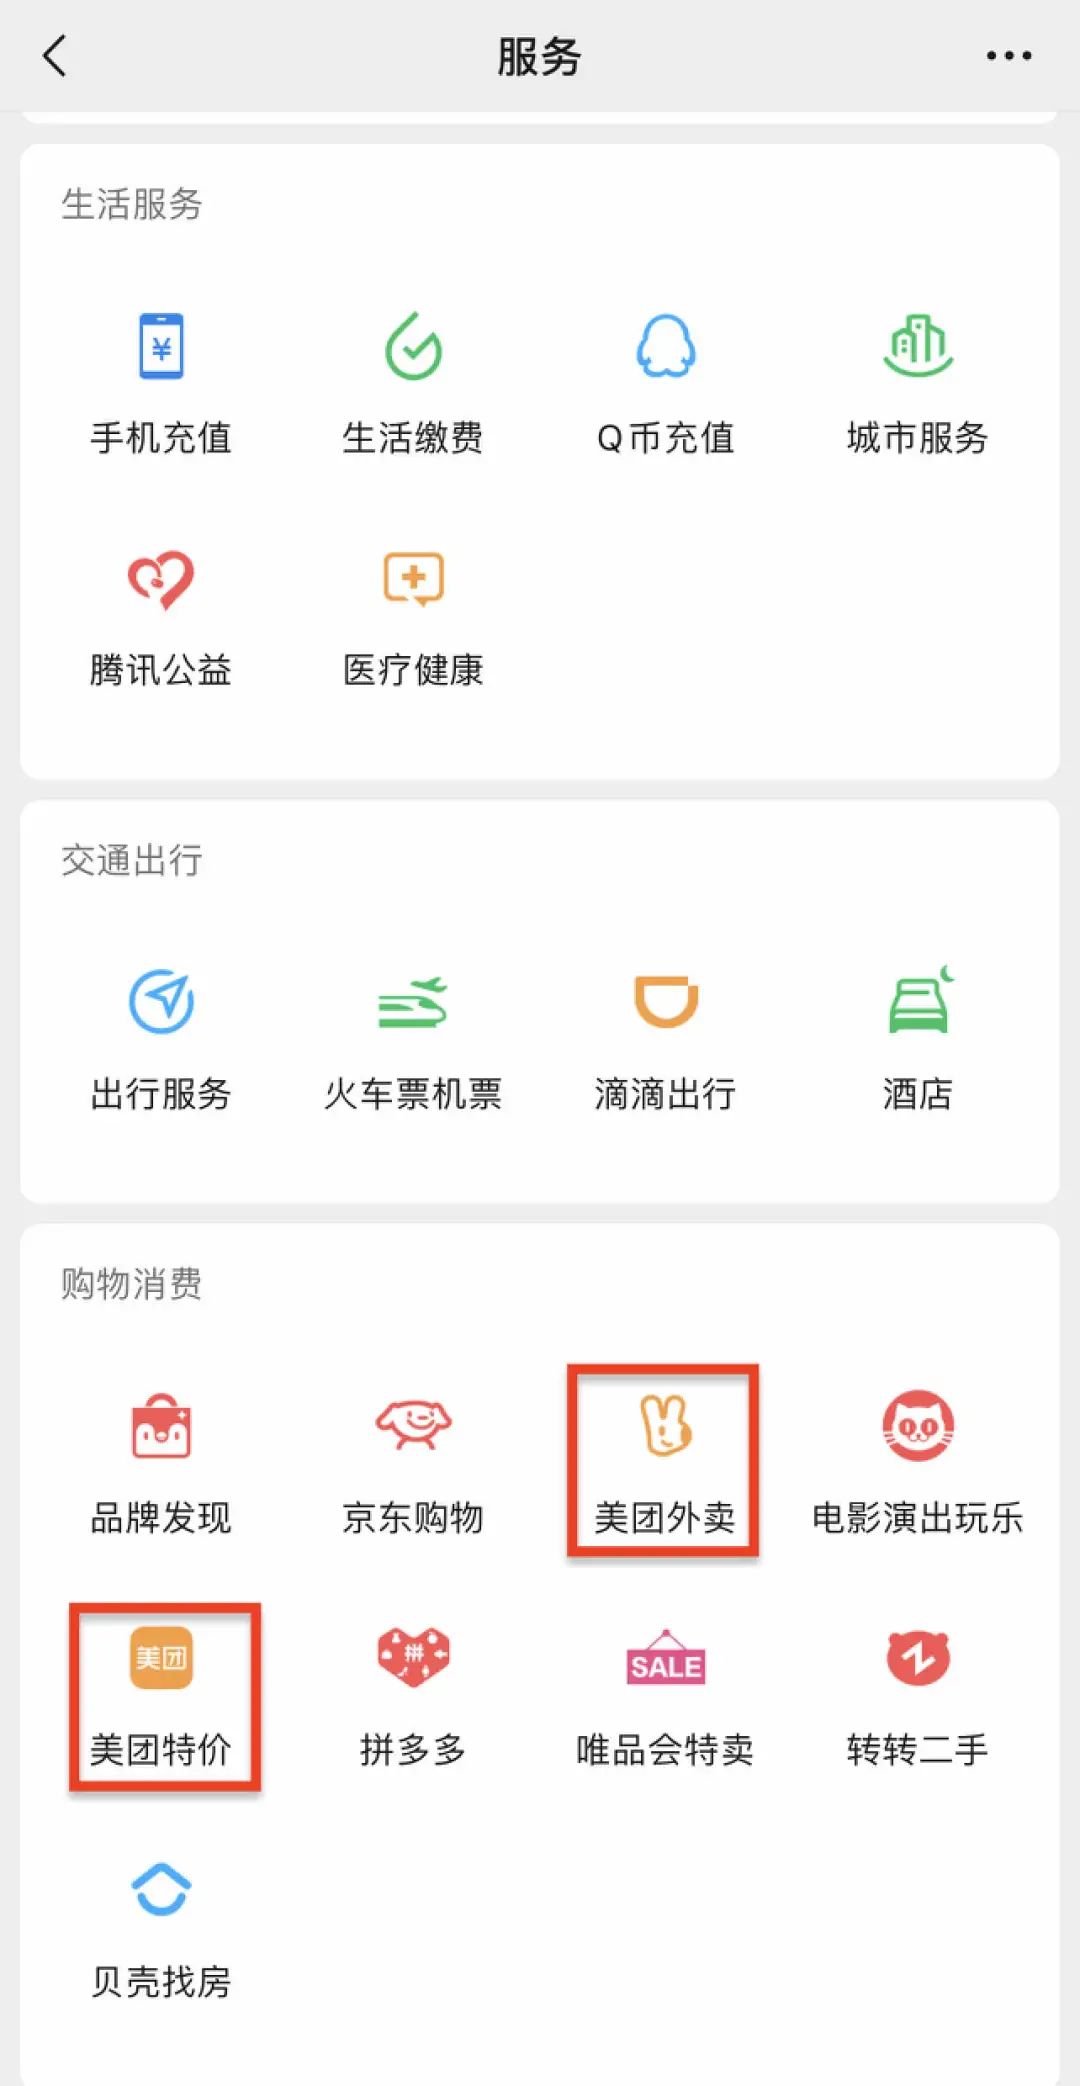 服务
生活服务
¥
手机充值 生活缴费 Q币充值 城市服务
腾讯公益 医疗健康
交通出行
出行服务 火车票机票 滴滴出行 酒店
购物消费
品牌发现 京东购物 美团外卖 电影演出玩乐
美团 拼 SALE
美团特价 拼多多 唯品会特卖 转转二手
贝壳找房